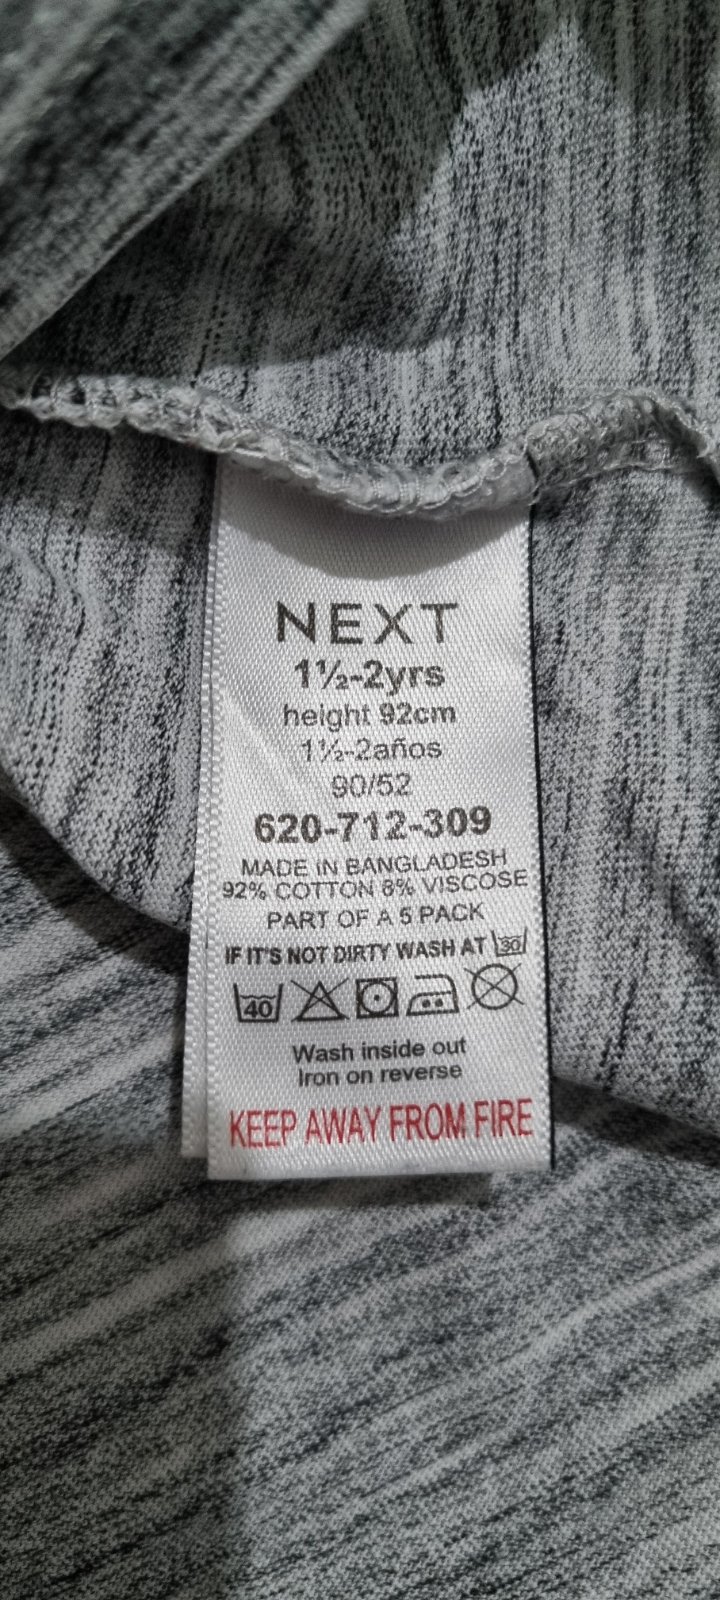 NEXT
1½-2yrs
height 92cm
1½-2años
90/52
620-712-309
MADE IN BANGLADESH
92% COTTON 8% VISCOSE
PART OF A 5 PACK
IF IT'S NOT DIRTY WASH AT 30
40
Wash inside out
Iron on reverse
KEEP AWAY FROM FIRE